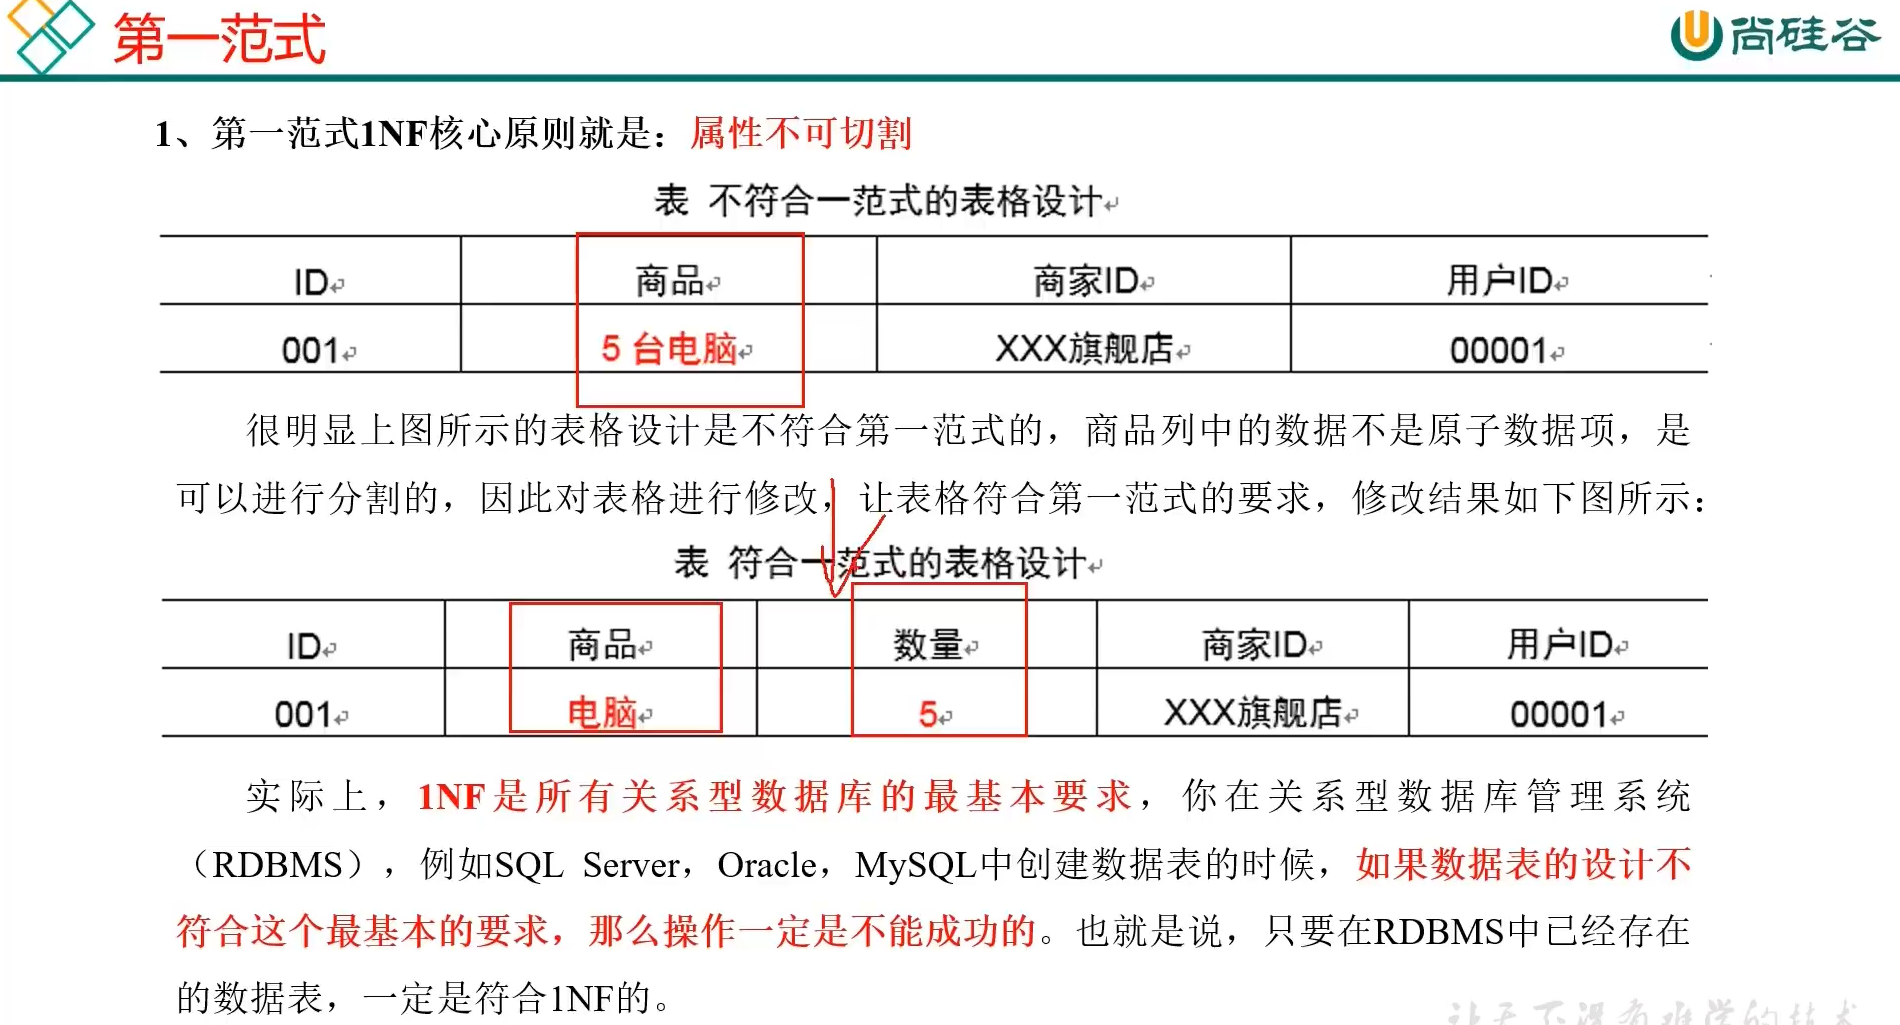 第一范式
尚硅谷
1、第一范式1NF核心原则就是：属性不可切割
表 不符合一范式的表格设计
ID 商品 商家ID 用户ID
001 5 台电脑 XXX旗舰店 00001
很明显上图所示的表格设计是不符合第一范式的，商品列中的数据不是原子数据项，是
可以进行分割的，因此对表格进行修改，让表格符合第一范式的要求，修改结果如下图所示：
表 符合一范式的表格设计
ID 商品 数量 商家ID 用户ID
001 电脑 5 XXX旗舰店 00001
实际上，1NF是所有关系型数据库的最基本要求，你在关系型数据库管理系统
（RDBMS），例如SQL Server，Oracle，MySQL中创建数据表的时候，如果数据表的设计不
符合这个最基本的要求，那么操作一定是不能成功的。也就是说，只要在RDBMS中已经存在
的数据表，一定是符合1NF的。
让天下没有难学的技术